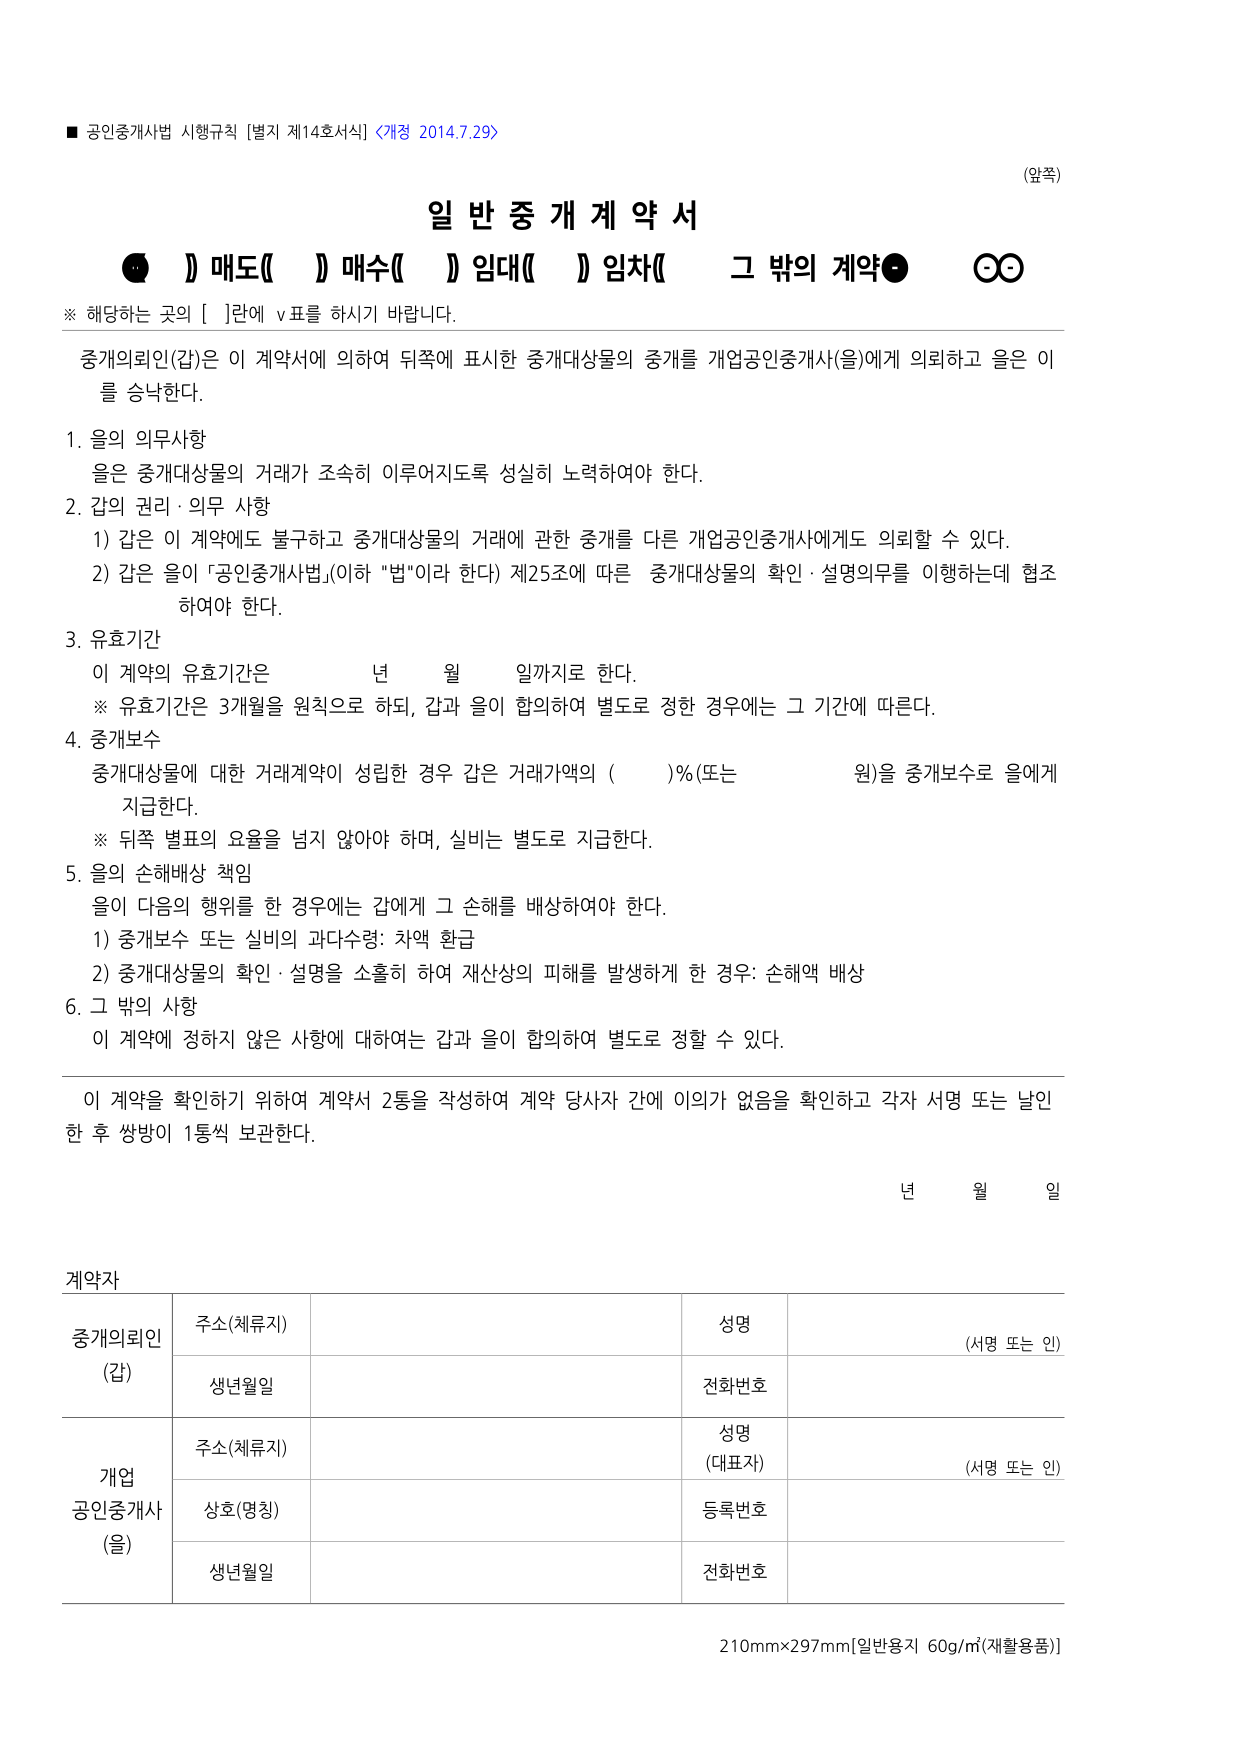 ■ 공인중개사법 시행규칙 [별지 제14호서식] <개정 2014.7.29>
(앞쪽)
일 반 중 개 계 약 서
⟫ 매도⟪ ⟫ 매수⟪ ⟫ 임대⟪ ⟫ 임차⟪ 그 밖의 계약
※ 해당하는 곳의 [ ]란에 v표를 하시기 바랍니다.
중개의뢰인(갑)은 이 계약서에 의하여 뒤쪽에 표시한 중개대상물의 중개를 개업공인중개사(을)에게 의뢰하고 을은 이
를 승낙한다.
1. 을의 의무사항
을은 중개대상물의 거래가 조속히 이루어지도록 성실히 노력하여야 한다.
2. 갑의 권리ㆍ의무 사항
1) 갑은 이 계약에도 불구하고 중개대상물의 거래에 관한 중개를 다른 개업공인중개사에게도 의뢰할 수 있다.
2) 갑은 을이 「공인중개사법」(이하 "법"이라 한다) 제25조에 따른 중개대상물의 확인ㆍ설명의무를 이행하는데 협조
하여야 한다.
3. 유효기간
이 계약의 유효기간은 년 월 일까지로 한다.
※ 유효기간은 3개월을 원칙으로 하되, 갑과 을이 합의하여 별도로 정한 경우에는 그 기간에 따른다.
4. 중개보수
중개대상물에 대한 거래계약이 성립한 경우 갑은 거래가액의 ( )%(또는 원)을 중개보수로 을에게
지급한다.
※ 뒤쪽 별표의 요율을 넘지 않아야 하며, 실비는 별도로 지급한다.
5. 을의 손해배상 책임
을이 다음의 행위를 한 경우에는 갑에게 그 손해를 배상하여야 한다.
1) 중개보수 또는 실비의 과다수령: 차액 환급
2) 중개대상물의 확인ㆍ설명을 소홀히 하여 재산상의 피해를 발생하게 한 경우: 손해액 배상
6. 그 밖의 사항
이 계약에 정하지 않은 사항에 대하여는 갑과 을이 합의하여 별도로 정할 수 있다.
이 계약을 확인하기 위하여 계약서 2통을 작성하여 계약 당사자 간에 이의가 없음을 확인하고 각자 서명 또는 날인
한 후 쌍방이 1통씩 보관한다.
년 월 일
계약자
중개의뢰인
(갑)
주소(체류지)
성명
(서명 또는 인)
생년월일
전화번호
개업
공인중개사
(을)
주소(체류지)
성명
(대표자)
(서명 또는 인)
상호(명칭)
등록번호
생년월일
전화번호
210mm×297mm[일반용지 60g/㎡(재활용품)]